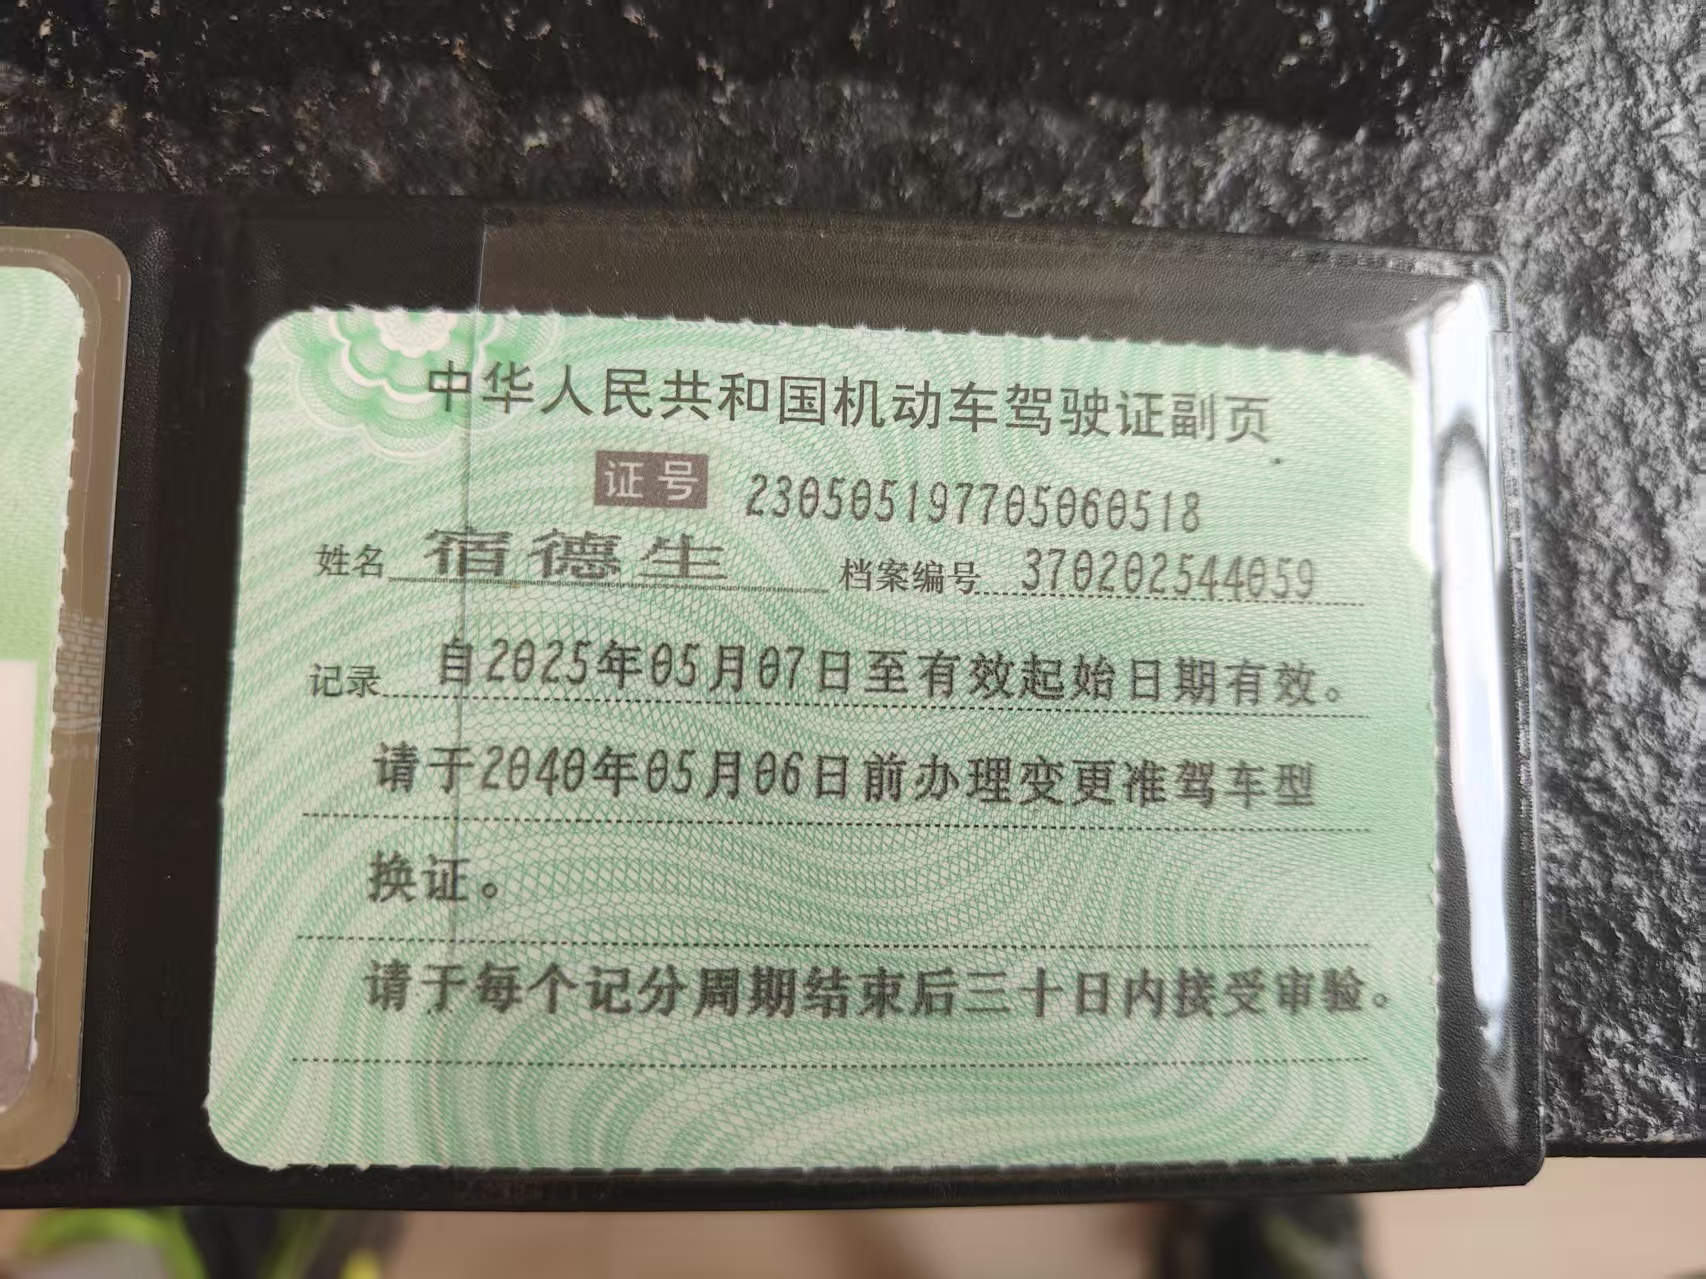 中华人民共和国机动车驾驶证副页
证号 230505197705060518
姓名 宿德生 档案编号 370202544059
记录 自2025年05月07日至有效起始日期有效。
请于2040年05月06日前办理变更准驾车型
换证。
请于每个记分周期结束后三十日内接受审验。